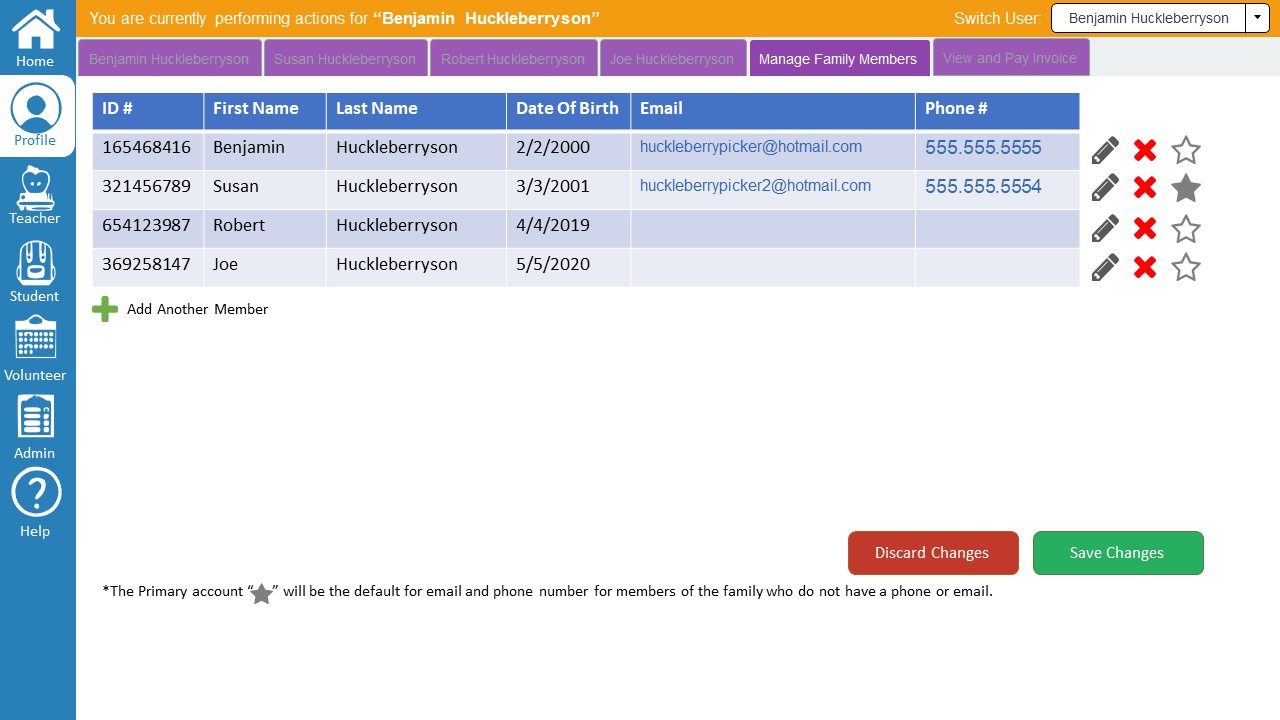 You are currently performing actions for “Benjamin Huckleberryson”
Switch User: Benjamin Huckleberryson
Home
Profile
Teacher
Student
Volunteer
Admin
Help
Benjamin Huckleberryson Susan Huckleberryson Robert Huckleberryson Joe Huckleberryson Manage Family Members View and Pay Invoice
ID # First Name Last Name Date Of Birth Email Phone #
165468416 Benjamin Huckleberryson 2/2/2000 huckleberrypicker@hotmail.com 555.555.5555
321456789 Susan Huckleberryson 3/3/2001 huckleberrypicker2@hotmail.com 555.555.5554
654123987 Robert Huckleberryson 4/4/2019
369258147 Joe Huckleberryson 5/5/2020
Add Another Member
Discard Changes Save Changes
*The Primary account “ ” will be the default for email and phone number for members of the family who do not have a phone or email.